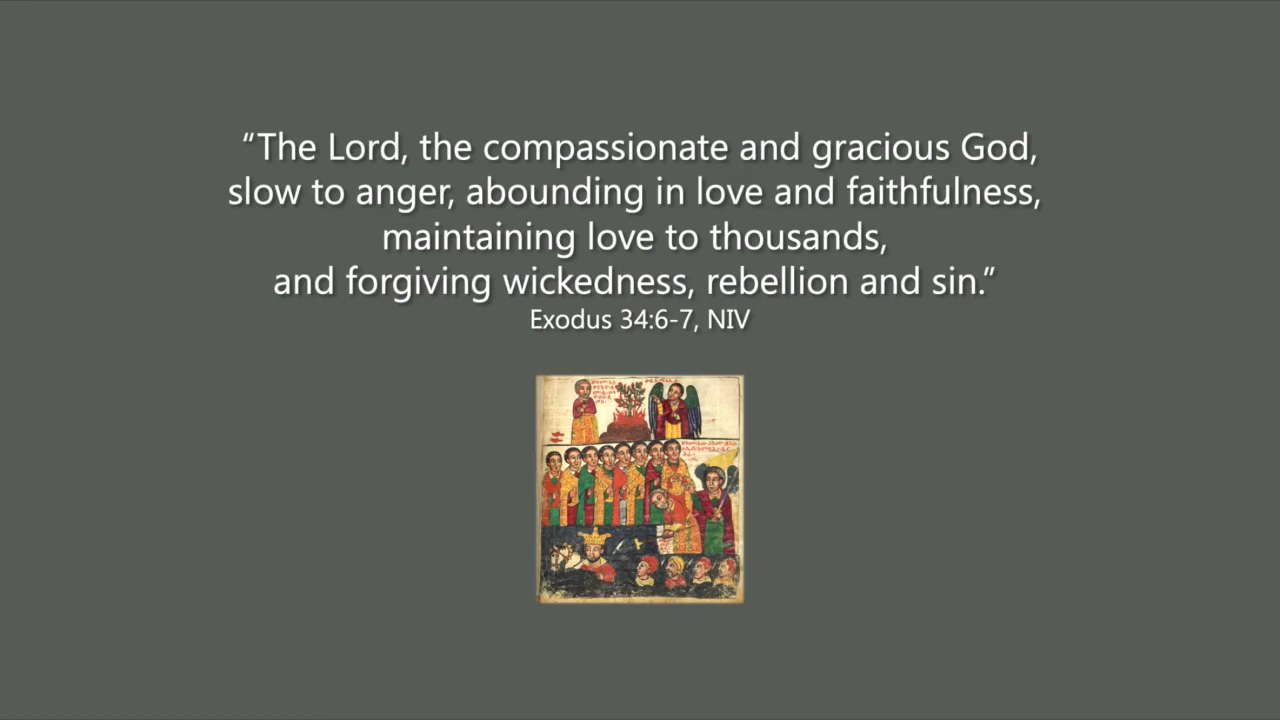 “The Lord, the compassionate and gracious God,
slow to anger, abounding in love and faithfulness,
maintaining love to thousands,
and forgiving wickedness, rebellion and sin.”
Exodus 34:6-7, NIV